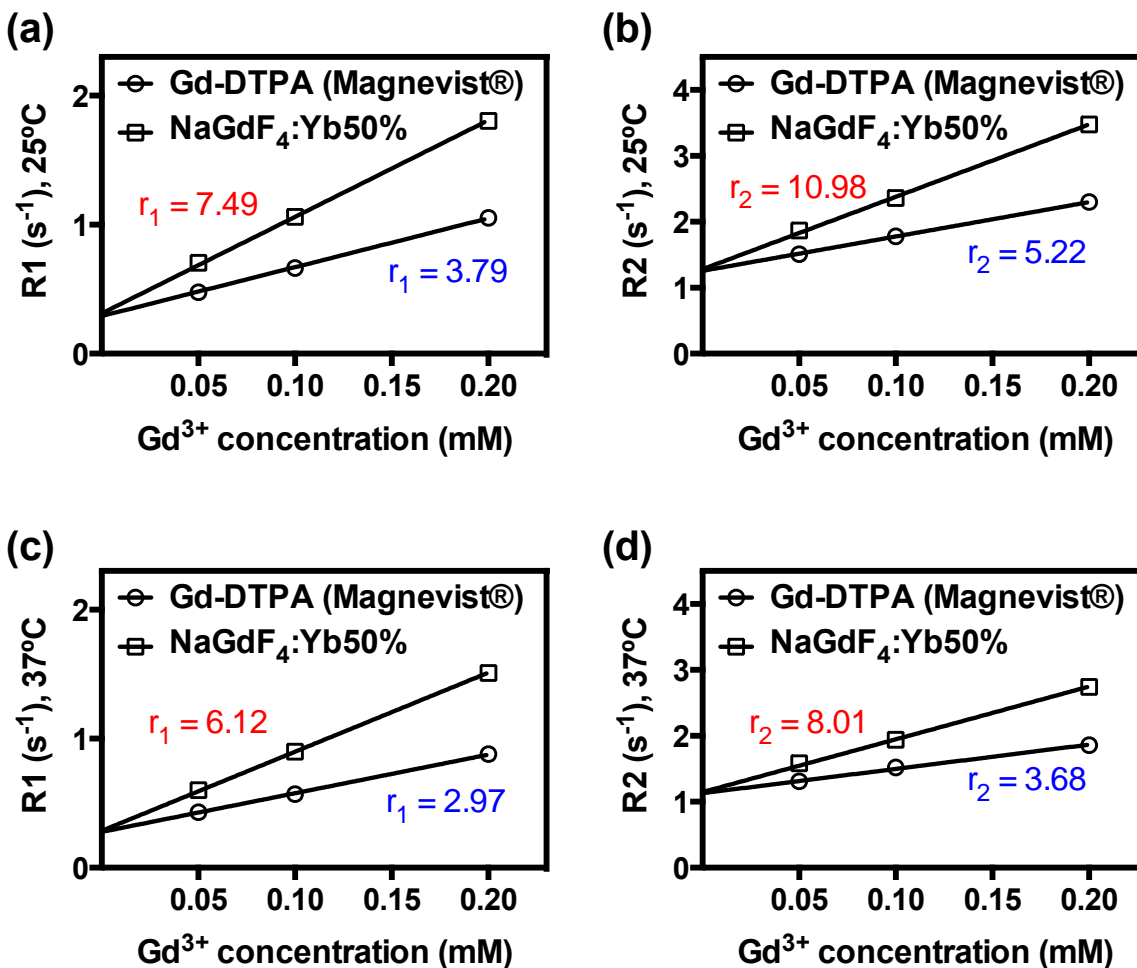 (a)
R1 (s⁻¹), 25ºC
Gd-DTPA (Magnevist®)
NaGdF₄:Yb50%
r₁ = 7.49
r₁ = 3.79
2
1
0
0.05 0.10 0.15 0.20
Gd³⁺ concentration (mM)
(b)
R2 (s⁻¹), 25ºC
Gd-DTPA (Magnevist®)
NaGdF₄:Yb50%
r₂ = 10.98
r₂ = 5.22
4
3
2
1
0
0.05 0.10 0.15 0.20
Gd³⁺ concentration (mM)
(c)
R1 (s⁻¹), 37ºC
Gd-DTPA (Magnevist®)
NaGdF₄:Yb50%
r₁ = 6.12
r₁ = 2.97
2
1
0
0.05 0.10 0.15 0.20
Gd³⁺ concentration (mM)
(d)
R2 (s⁻¹), 37ºC
Gd-DTPA (Magnevist®)
NaGdF₄:Yb50%
r₂ = 8.01
r₂ = 3.68
4
3
2
1
0
0.05 0.10 0.15 0.20
Gd³⁺ concentration (mM)